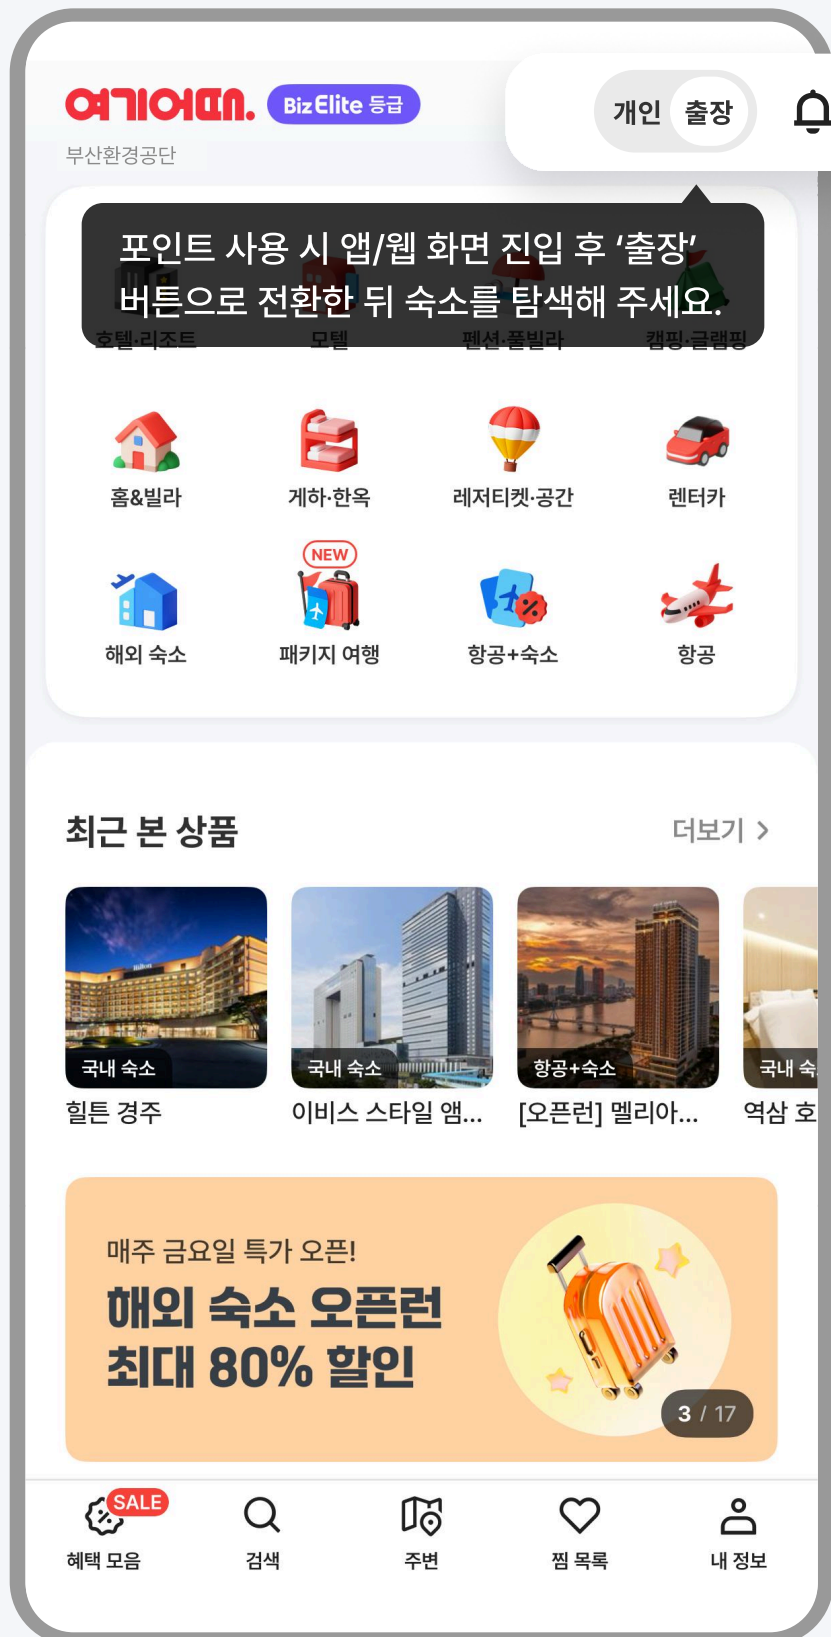 여기어때.
BizElite 등급
개인
출장
부산환경공단
포인트 사용 시 앱/웹 화면 진입 후 ‘출장’
버튼으로 전환한 뒤 숙소를 탐색해 주세요.
호텔·리조트
모텔
펜션·풀빌라
캠핑·글램핑
홈&빌라
게하·한옥
레저티켓·공간
렌터카
NEW
해외 숙소
패키지 여행
항공+숙소
항공
최근 본 상품
더보기
Hilton
국내 숙소
국내 숙소
항공+숙소
국내 숙
힐튼 경주
이비스 스타일 앰...
[오픈런] 멜리아...
역삼 호
매주 금요일 특가 오픈!
해외 숙소 오픈런
최대 80% 할인
3 / 17
SALE
혜택 모음
검색
주변
찜 목록
내 정보